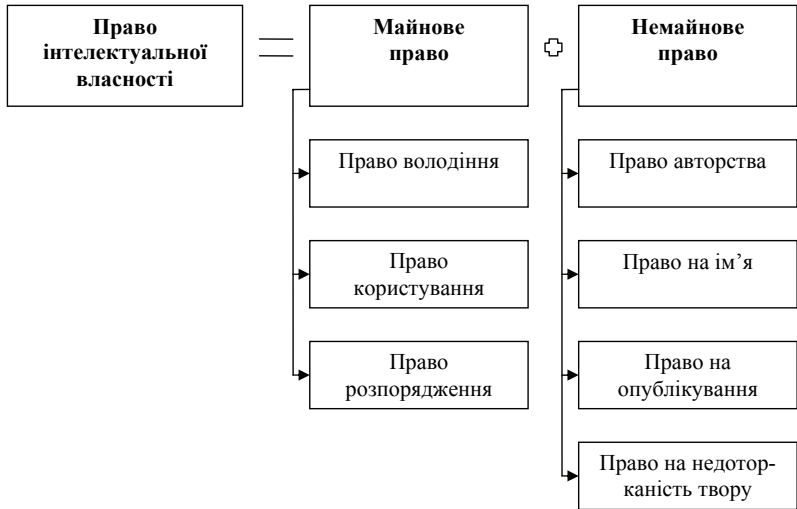 Право
інтелектуальної
власності
Майнове
право
Немайнове
право
Право володіння
Право
користування
Право
розпорядження
Право авторства
Право на ім’я
Право на
опублікування
Право на недотор-
каність твору